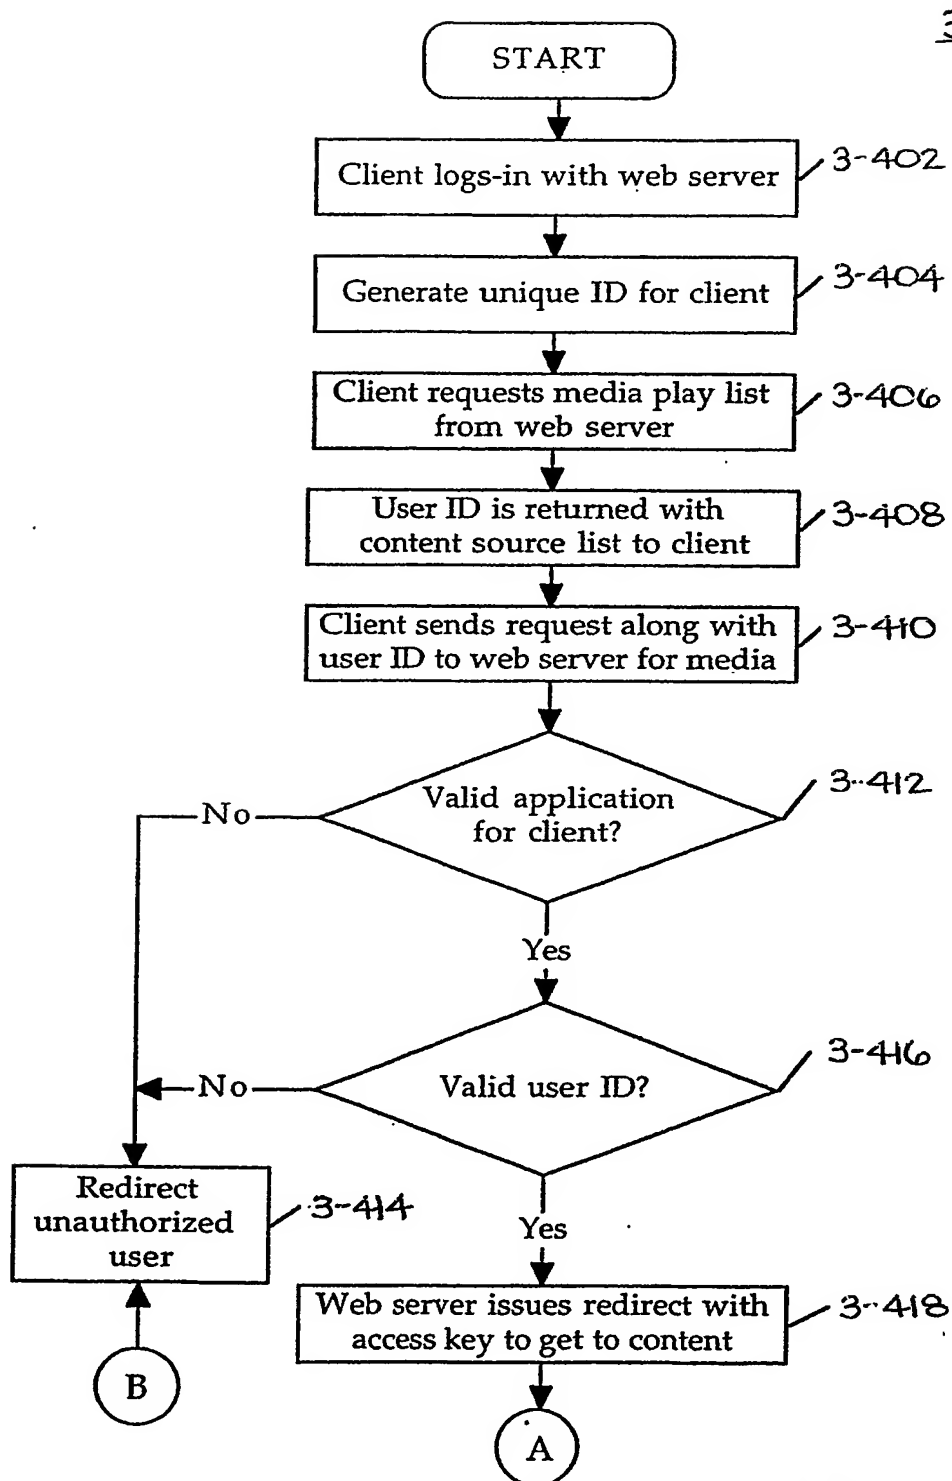 START
Client logs-in with web server
3-402
Generate unique ID for client
3-404
Client requests media play list
from web server
3-406
User ID is returned with
content source list to client
3-408
Client sends request along with
user ID to web server for media
3-410
Valid application
for client?
3-412
No
Yes
Valid user ID?
3-416
No
Redirect
unauthorized
user
3-414
Yes
Web server issues redirect with
access key to get to content
3-418
B
A